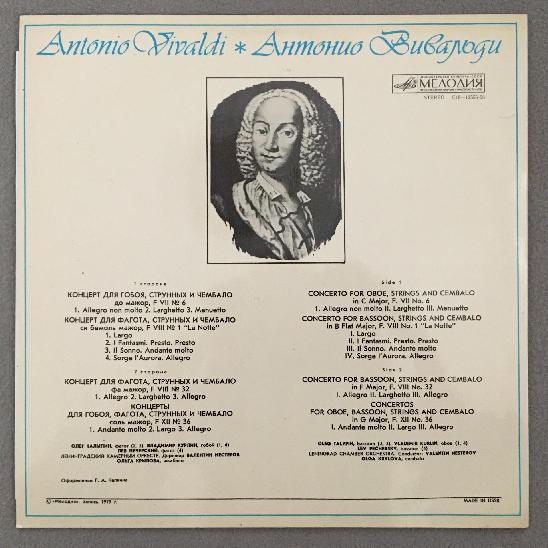 Antonio Vivaldi * Антонио Вивальди
МЕЛОДИЯ
СТЕРЕО
1 сторона
КОНЦЕРТ ДЛЯ ГОБОЯ, СТРУННЫХ И ЧЕМБАЛО
до мажор, F VII № 6
1. Allegro non molto 2. Larghetto 3. Menuetto
КОНЦЕРТ ДЛЯ ФАГОТА, СТРУННЫХ И ЧЕМБАЛО
си бемоль мажор, F VIII № 1 "La Notte"
1. Largo
2. I Fantasmi. Presto. Presto
3. Il Sonno. Andante molto
4. Sorge l'Aurora. Allegro
2 сторона
КОНЦЕРТ ДЛЯ ФАГОТА, СТРУННЫХ И ЧЕМБАЛО
фа мажор, F VIII № 32
1. Allegro 2. Larghetto 3. Allegro
КОНЦЕРТЫ
ДЛЯ ГОБОЯ, ФАГОТА, СТРУННЫХ И ЧЕМБАЛО
соль мажор, F XII № 36
1. Andante molto 2. Largo 3. Allegro
ОЛЕГ ТАЛЫПИН, фагот (2, 3), ВЛАДИМИР КУРЛИН, гобой (1, 4)
ЛЕВ ПЕЧЕРСКИЙ, фагот (4)
ЛЕНИНГРАДСКИЙ КАМЕРНЫЙ ОРКЕСТР. Дирижер ВАЛЕНТИН НЕСТЕРОВ
ОЛЬГА КРЫЛОВА, чембало
Side 1
CONCERTO FOR OBOE, STRINGS AND CEMBALO
in C Major, F. VII No. 6
1. Allegro non molto II. Larghetto III. Menuetto
CONCERTO FOR BASSOON, STRINGS AND CEMBALO
in B Flat Major, F. VIII No. 1 "La Notte"
I. Largo
II. I Fantasmi. Presto. Presto
III. Il Sonno. Andante molto
IV. Sorge l'Aurora. Allegro
Side 2
CONCERTO FOR BASSOON, STRINGS AND CEMBALO
in F Major, F. VIII No. 32
I. Allegro II. Larghetto III. Allegro
CONCERTOS
FOR OBOE, BASSOON, STRINGS AND CEMBALO
in G Major, F. XII No. 36
I. Andante molto II. Largo III. Allegro
OLEG TALYPIN, bassoon (2, 3), VLADIMIR KURLIN, oboe (1, 4)
LEV PECHERSKY, bassoon (4)
LENINGRAD CHAMBER ORCHESTRA. Conductor VALENTIN NESTEROV
OLGA KRYLOVA, cembalo
Оформление Г. М.
© «Мелодия»,
MADE IN USSR